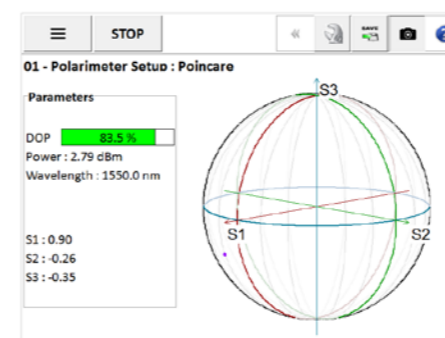 STOP
SAVE
01 - Polarimeter Setup : Poincare
Parameters
DOP 83.5 %
Power : 2.79 dBm
Wavelength : 1550.0 nm
S1 : 0.90
S2 : -0.26
S3 : -0.35
S3
S1
S2